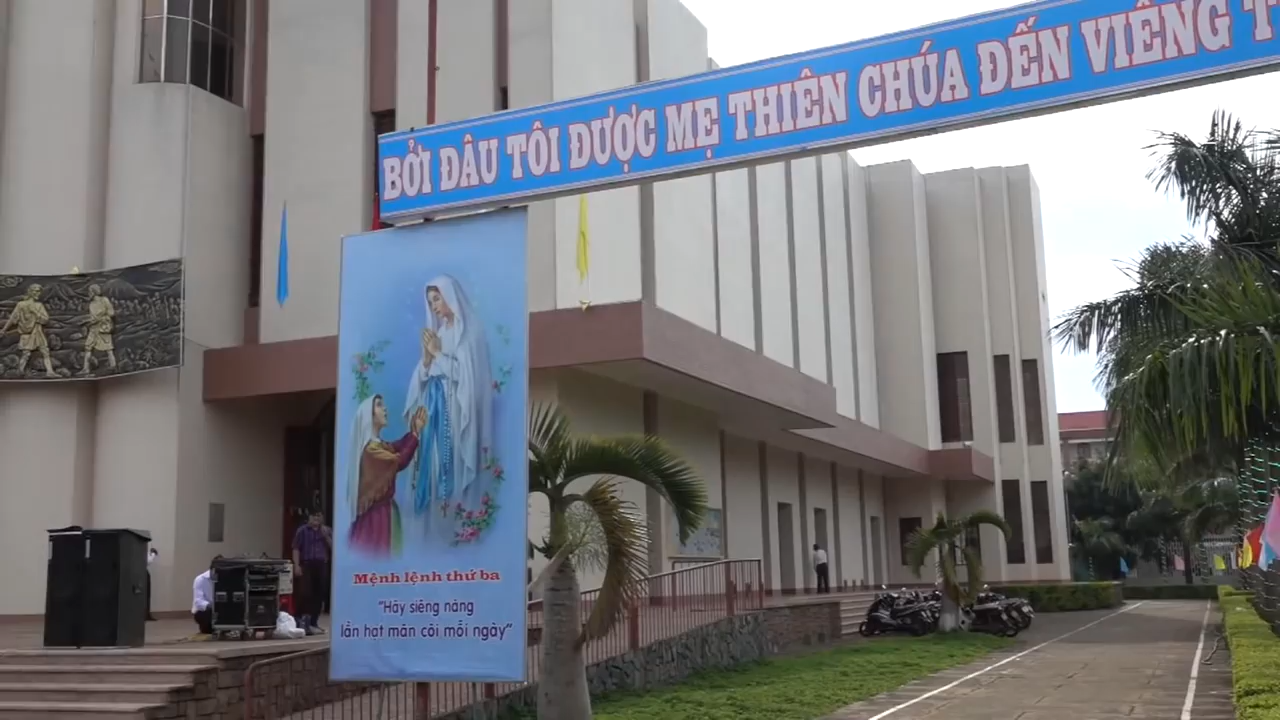 BỞI ĐÂU TÔI ĐƯỢC MẸ THIÊN CHÚA ĐẾN VIẾNG
Mệnh lệnh thứ ba
"Hãy siêng năng
lần hạt mân côi mỗi ngày"